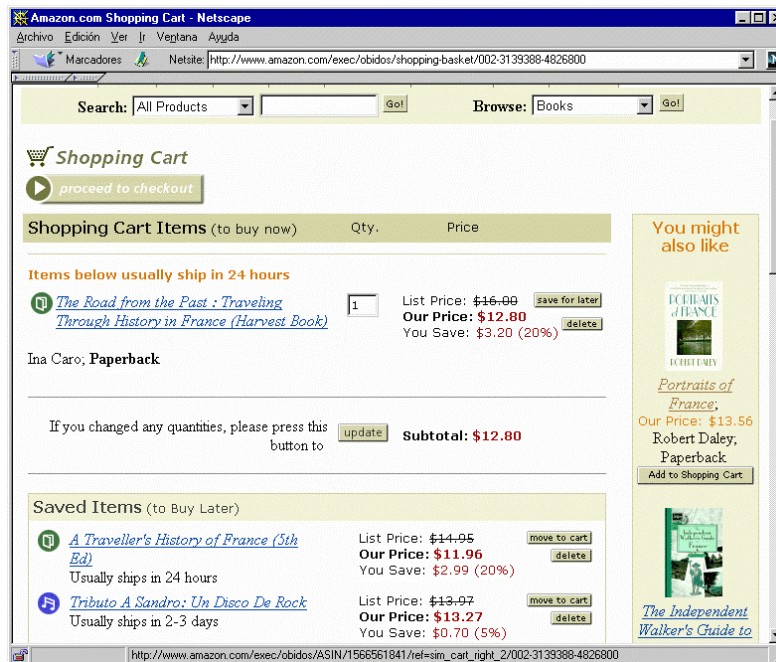 Amazon.com Shopping Cart - Netscape
Archivo Edición Ver Ir Ventana Ayuda
Marcadores Netsite: http://www.amazon.com/exec/obidos/shopping-basket/002-3139388-4826800
Search: All Products Go! Browse: Books Go!
Shopping Cart
proceed to checkout
Shopping Cart Items (to buy now) Qty. Price
Items below usually ship in 24 hours
The Road from the Past : Traveling
Through History in France (Harvest Book)
Ina Caro; Paperback
1
List Price: $16.00 save for later
Our Price: $12.80
You Save: $3.20 (20%) delete
If you changed any quantities, please press this
button to
update
Subtotal: $12.80
Saved Items (to Buy Later)
A Traveller's History of France (5th
Ed)
Usually ships in 24 hours
List Price: $14.95 move to cart
Our Price: $11.96 delete
You Save: $2.99 (20%)
Tributo A Sandro: Un Disco De Rock
Usually ships in 2-3 days
List Price: $13.97 move to cart
Our Price: $13.27 delete
You Save: $0.70 (5%)
You might
also like
PORTRAITS
of FRANCE
ROBERT DALEY
Portraits of
France;
Our Price: $13.56
Robert Daley;
Paperback
Add to Shopping Cart
The Independent
Walker's Guide to
http://www.amazon.com/exec/obidos/ASIN/1566561841/ref=sim_cart_right_2/002-3139388-4826800